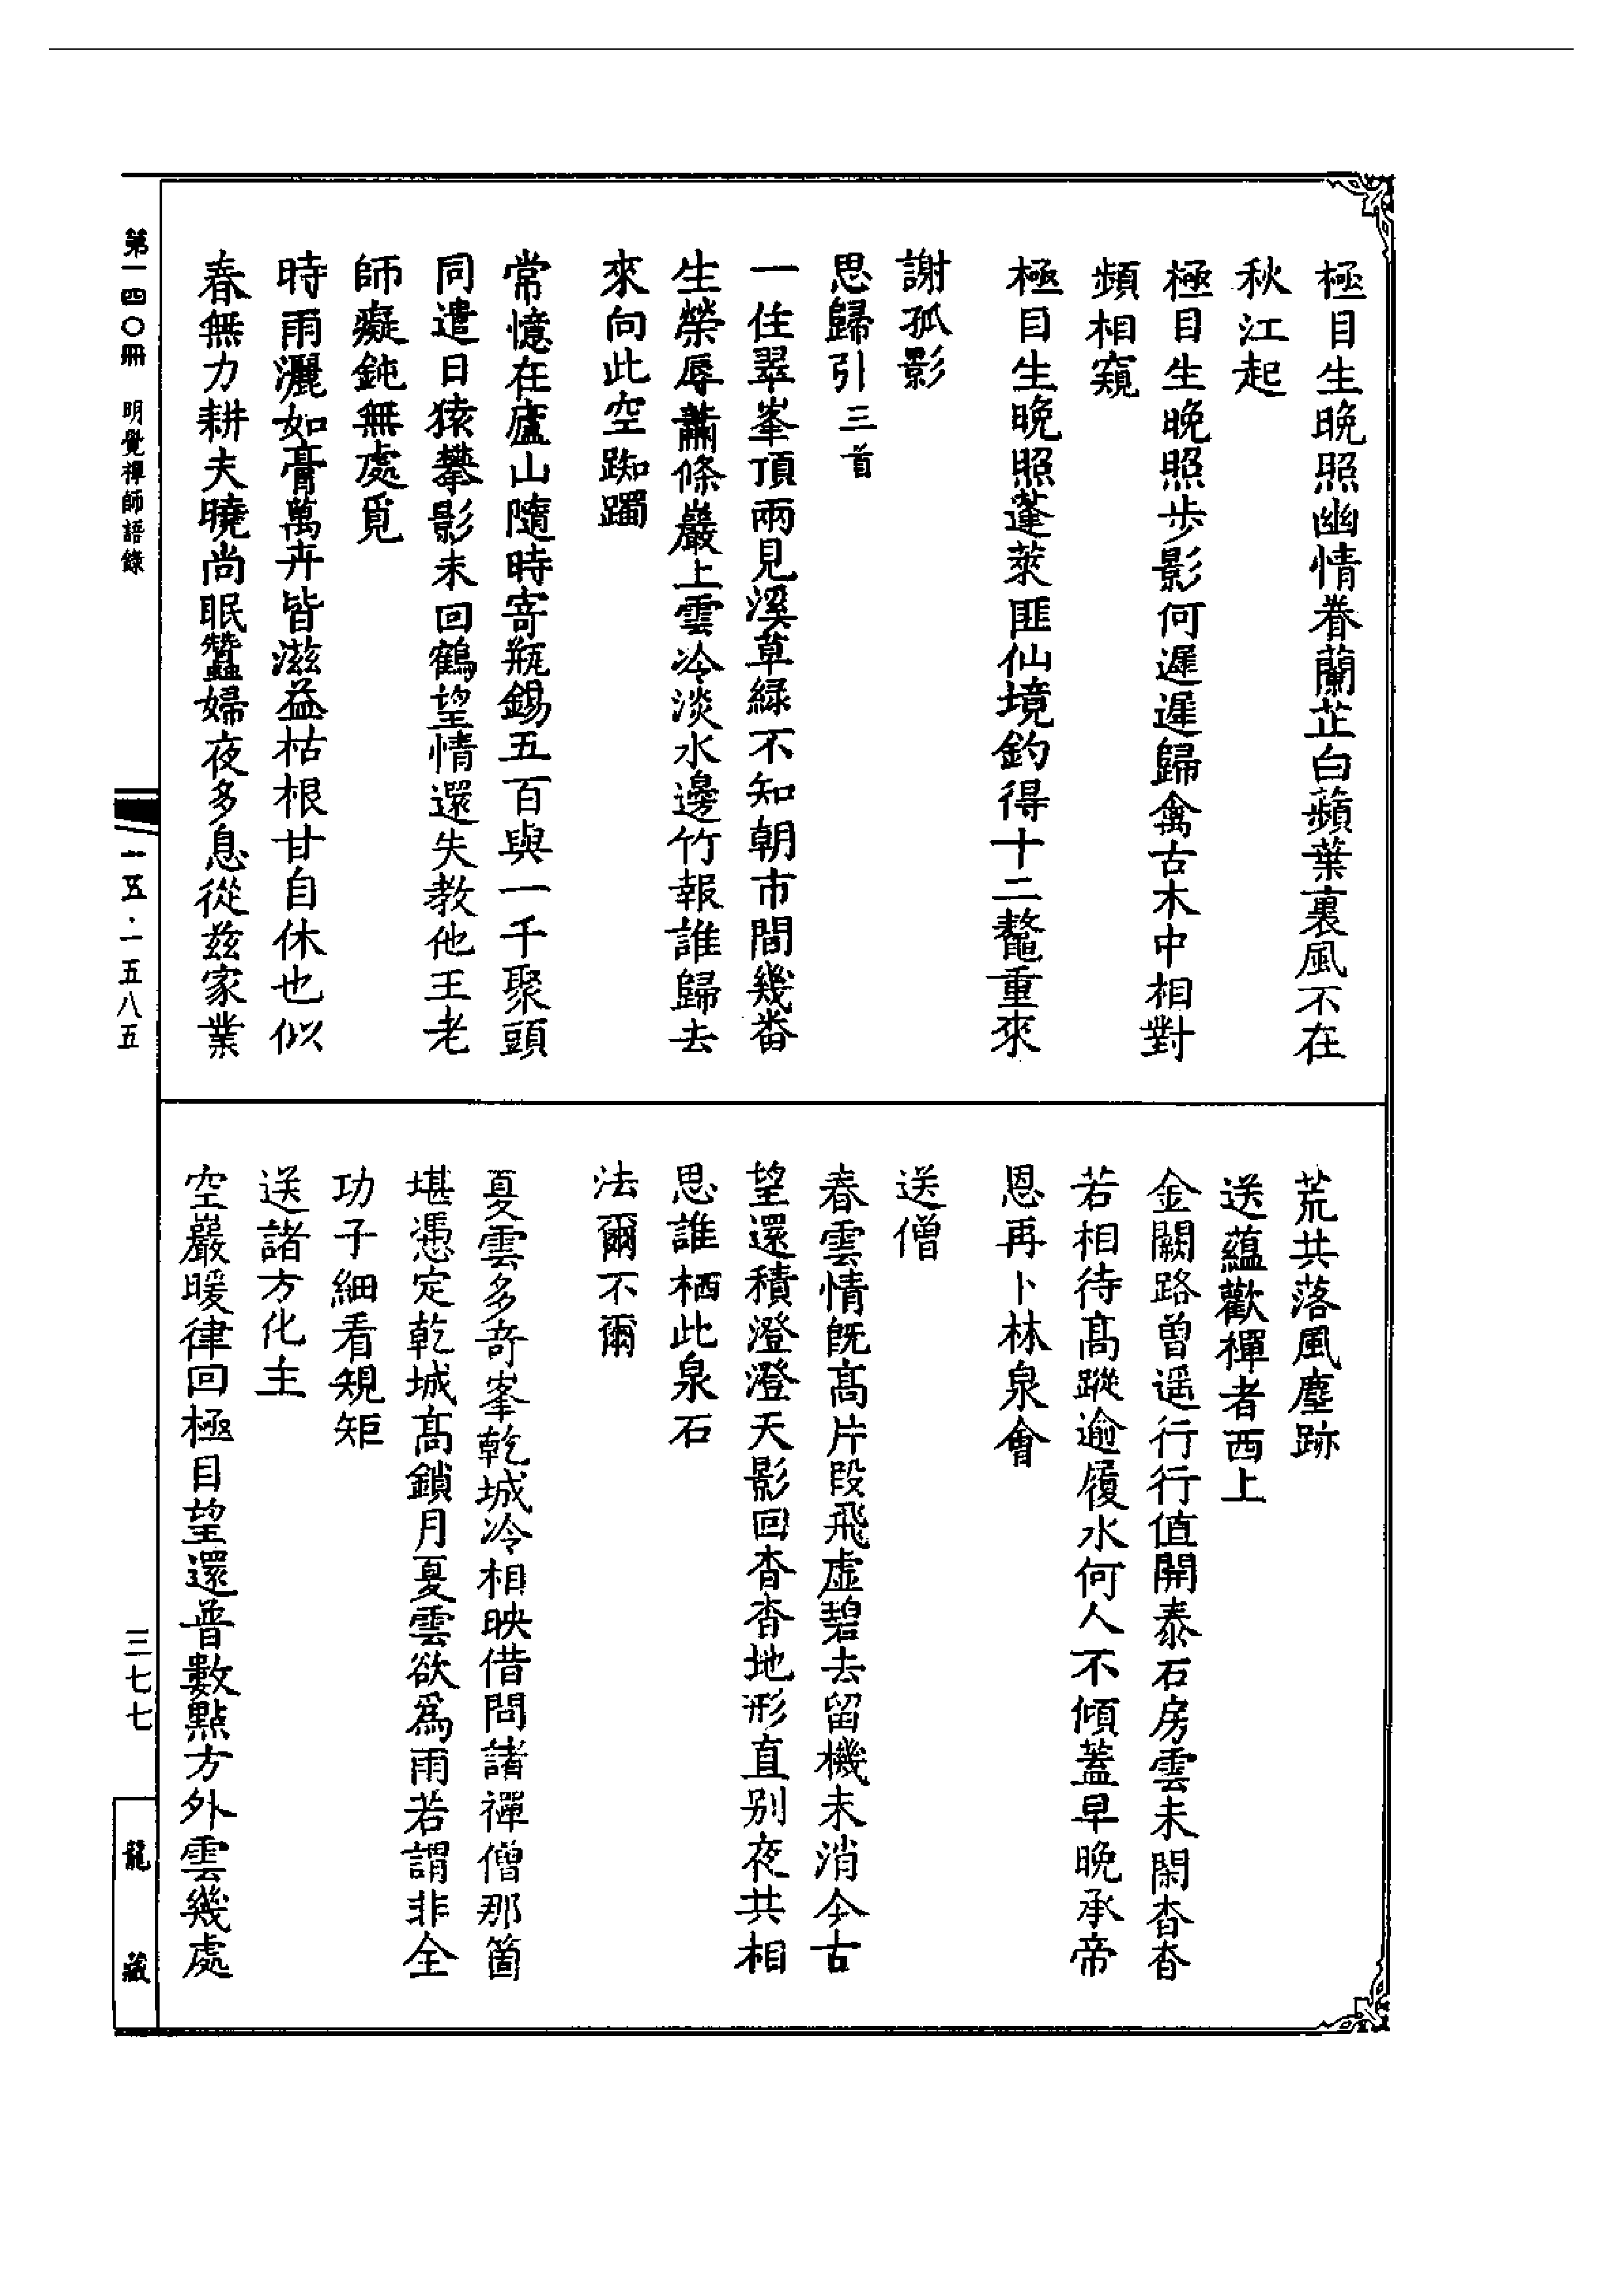 極目生晚照幽情眷蘭芷白蘋葉裏風不在
秋江起
極目生晚照步影何遲遲歸禽古木中相對
頻相窺
極目生晚照蓬萊匪仙境釣得十二鼇重來
謝孤影
思歸引三首
一住翠峯頂兩見溪草緑不知朝市間幾畨
生榮辱蕭條巖上雲冷淡水邊竹報誰歸去
來向此空踟躅
常憶在廬山隨時寄瓶錫五百與一千聚頭
同遣日猿攀影未回鶴望情還失教他王老
師癡鈍無處覓
時雨灑如膏萬卉皆滋益枯根甘自休也似
春無力耕夫曉尚眠蠶婦夜多息從兹家業
荒共落風塵跡
送蘊歡禪者西上
金闕路曾遥行行值開泰石房雲未閑杳杳
若相待髙蹤逾履水何人不傾蓋早晚承帝
恩再卜林泉會
送僧
春雲情旣髙片段飛虛碧去留機未消今古
望還積澄澄天影回杳杳地形直别夜共相
思誰栖此泉石
法爾不爾
夏雲多竒峯乾城冷相映借問諸禪僧那箇
堪憑定乾城髙鎖月夏雲欲爲雨若謂非全
功子細看規矩
送諸方化主
空巖暖律回極目望還普數點方外雲幾處
第一四〇冊　明覺禪師語錄
一五·一五八五
三七七
龍藏